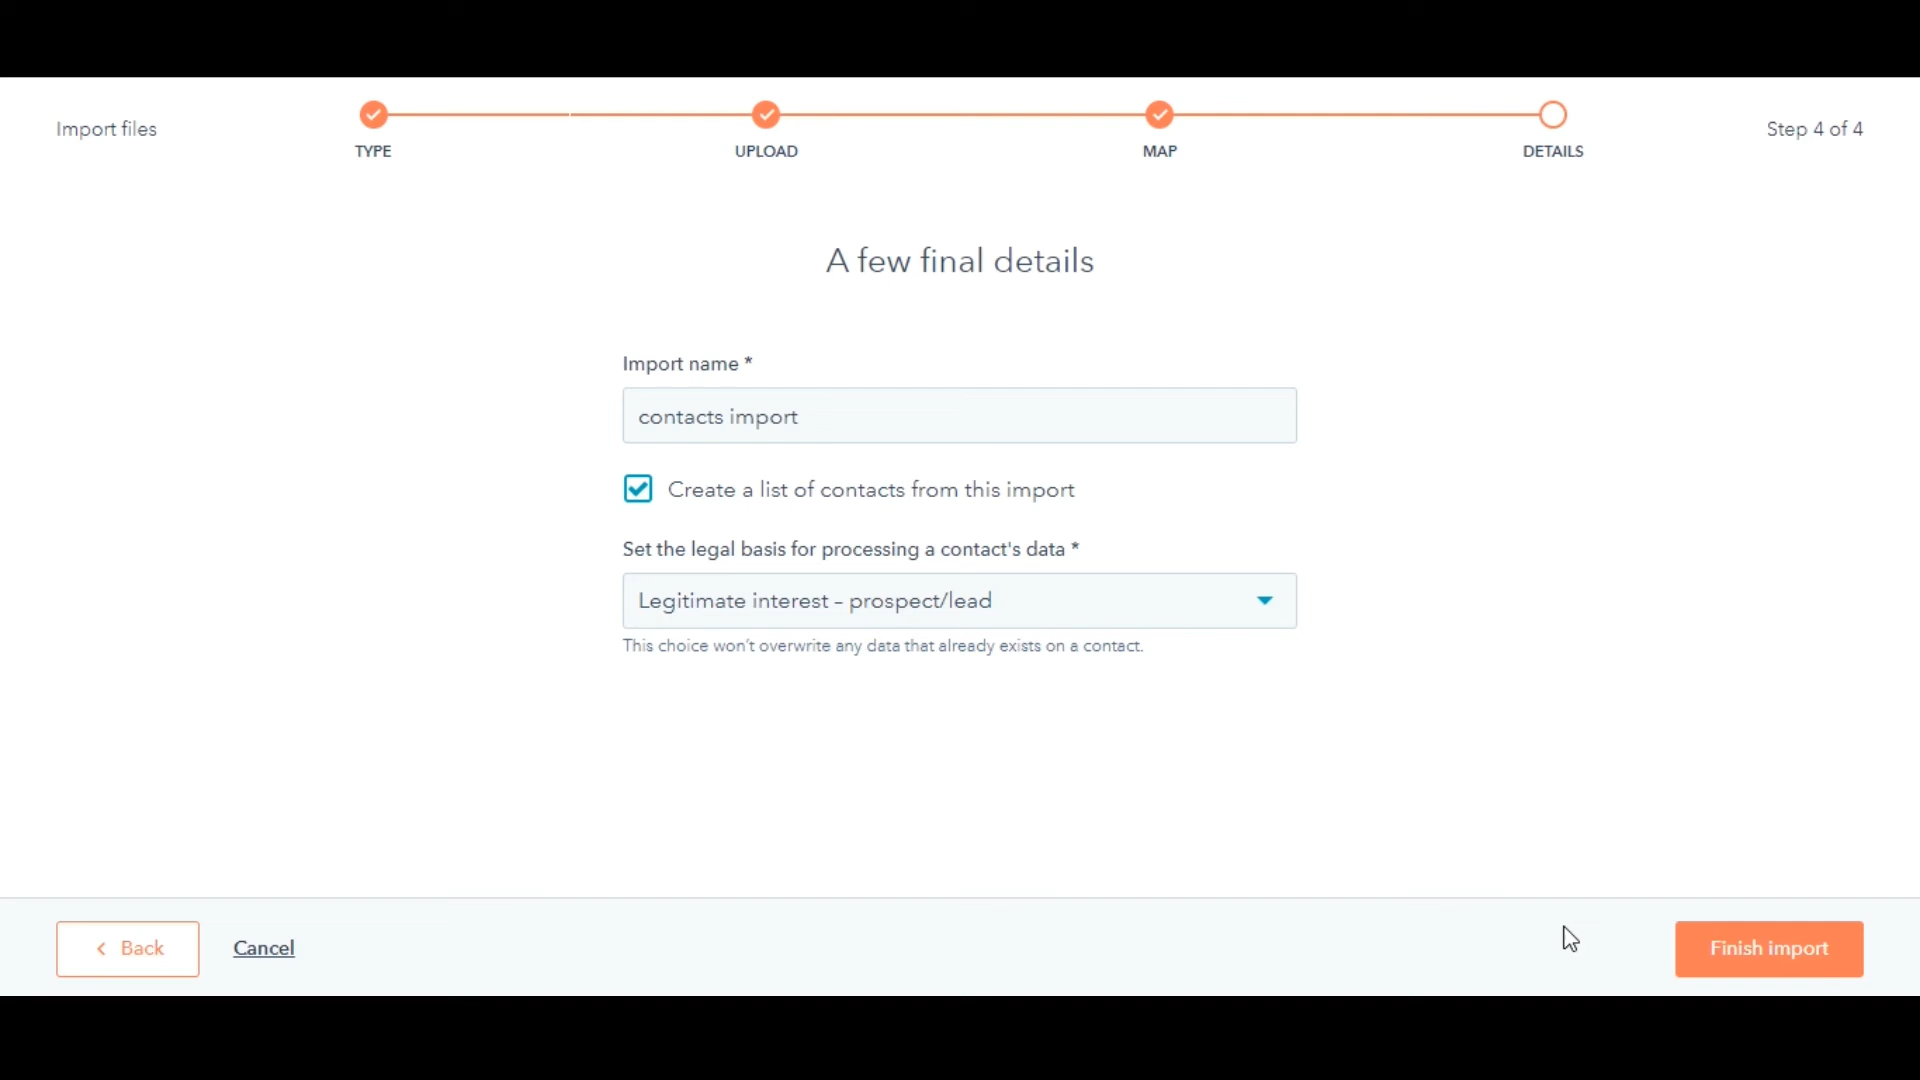 Import files
TYPE
UPLOAD
MAP
DETAILS
Step 4 of 4
A few final details
Import name *
contacts import
Create a list of contacts from this import
Set the legal basis for processing a contact's data *
Legitimate interest – prospect/lead
This choice won't overwrite any data that already exists on a contact.
Back
Cancel
Finish import